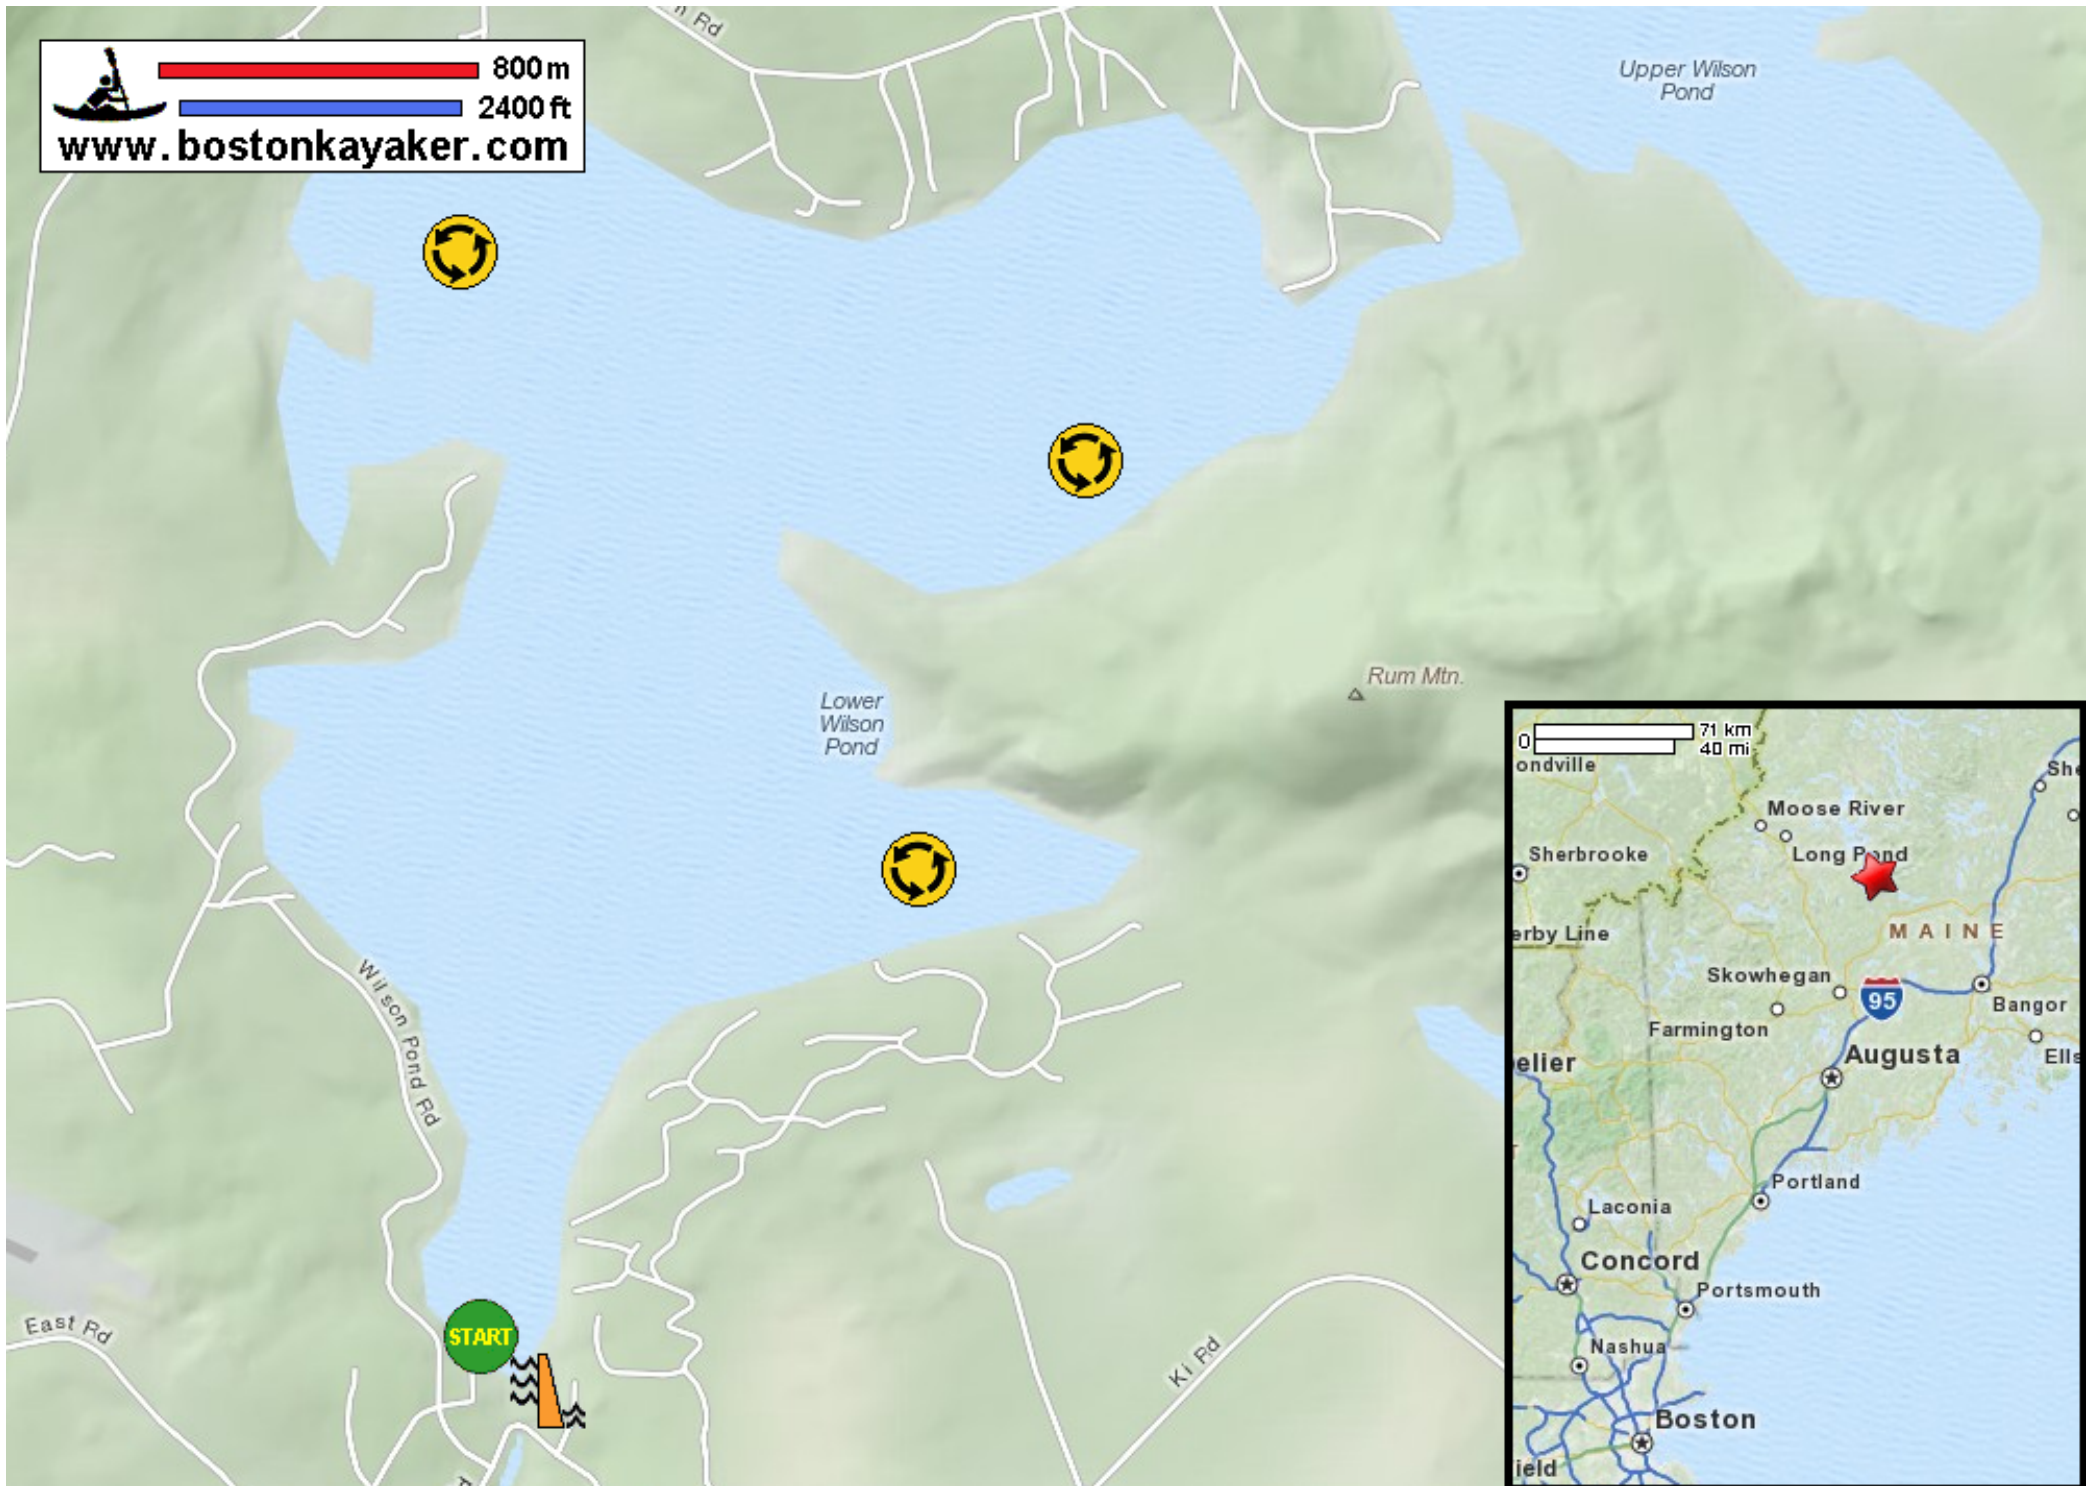 800 m
2400 ft
www.bostonkayaker.com
n Rd
Upper Wilson
Pond
Rum Mtn.
Lower
Wilson
Pond
Wilson Pond Rd
East Rd
START
Ki Rd
0
71 km
40 mi
ondville
She
Moose River
Sherbrooke
Long Pond
erby Line
MAINE
Skowhegan
95
Bangor
Farmington
Ells
elier
Augusta
Portland
Laconia
Concord
Portsmouth
Nashua
Boston
ield